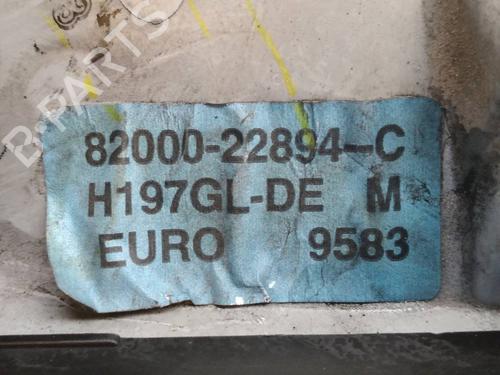 B-PARTS
82000-22894-C
H197GL-DE M
EURO 9583